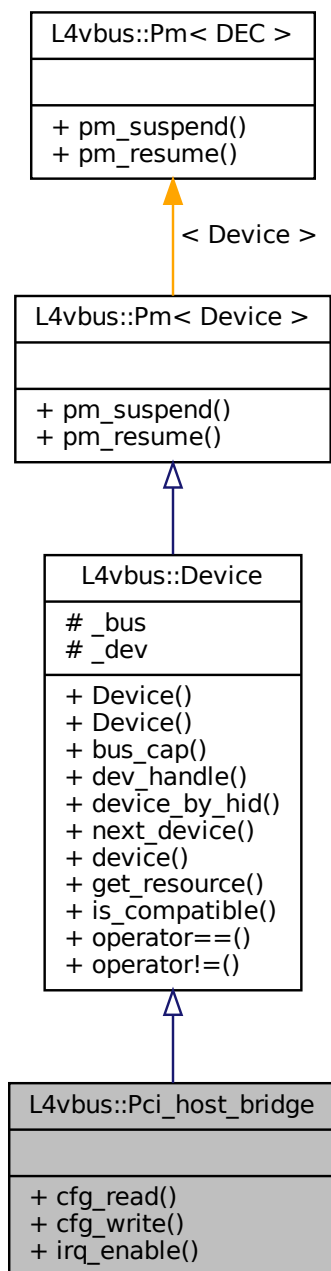 L4vbus::Pm< DEC >
+ pm_suspend()
+ pm_resume()
< Device >
L4vbus::Pm< Device >
+ pm_suspend()
+ pm_resume()
L4vbus::Device
# _bus
# _dev
+ Device()
+ Device()
+ bus_cap()
+ dev_handle()
+ device_by_hid()
+ next_device()
+ device()
+ get_resource()
+ is_compatible()
+ operator==()
+ operator!=()
L4vbus::Pci_host_bridge
+ cfg_read()
+ cfg_write()
+ irq_enable()